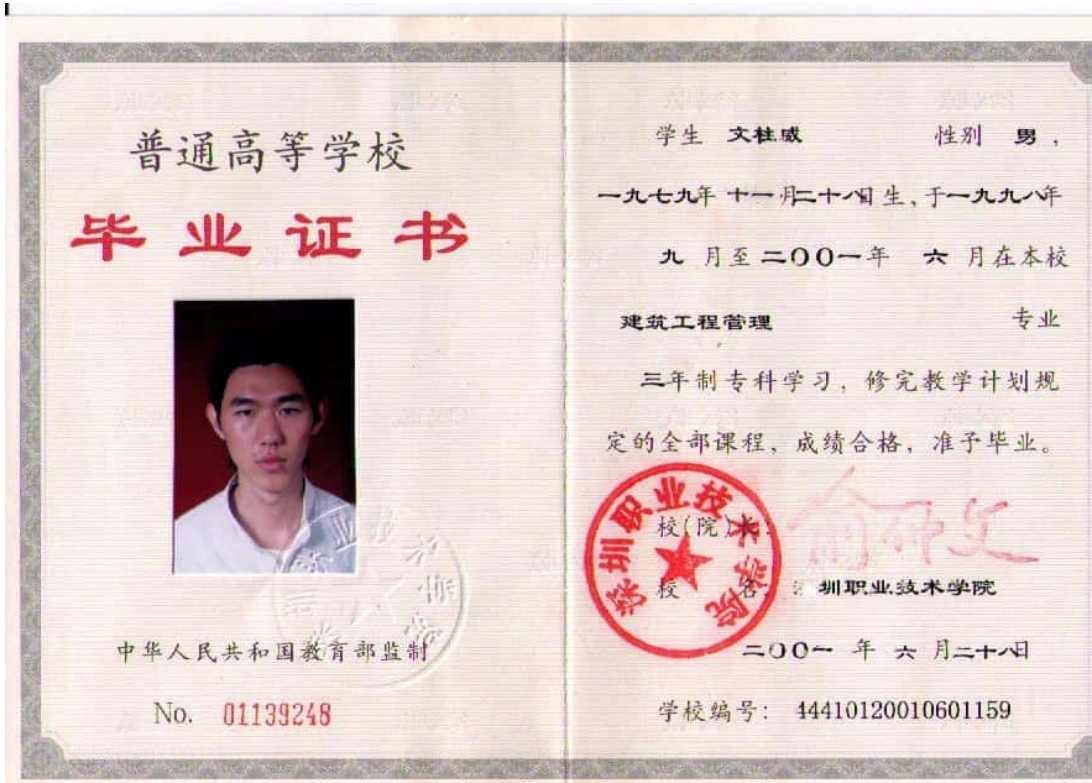 普通高等学校
毕业证书
中华人民共和国教育部监制
No. 01139248
学生 文桂威 性别 男，
一九七九年 十一月二十八日生，于一九九八年
九 月至二〇〇一年 六 月在本校
建筑工程管理 专业
三年制专科学习，修完教学计划规
定的全部课程，成绩合格，准予毕业。
校(院)长：
校 名： 圳职业技术学院
深圳职业技术学院
二〇〇一 年 六 月二十八日
学校编号： 44410120010601159